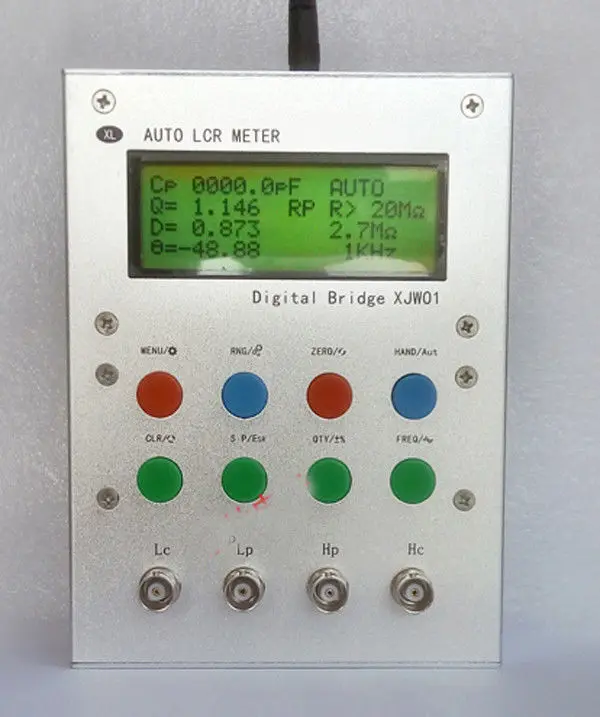 XL AUTO LCR METER
Cp 0000.0pF AUTO
Q= 1.146 RP R> 20MΩ
D= 0.873 2.7MΩ
θ=-48.88 1KHz
Digital Bridge XJW01
MENU/ RNG/ ZERO/ HAND/Aut
CLR/ S P/Esr QTY/±% FREQ/
Lc Lp Hp Hc